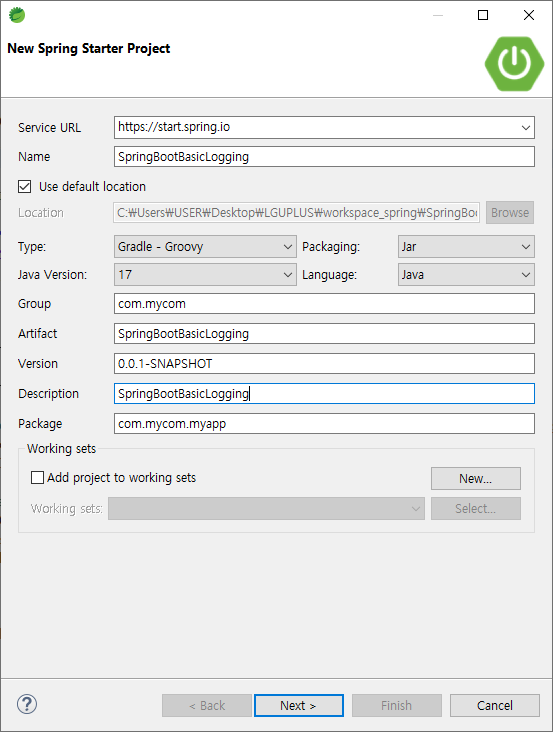 New Spring Starter Project
Service URL https://start.spring.io
Name SpringBootBasicLogging
Use default location
Location C:₩Users₩USER₩Desktop₩LGUPLUS₩workspace_spring₩SpringBoo Browse
Type: Gradle - Groovy Packaging: Jar
Java Version: 17 Language: Java
Group com.mycom
Artifact SpringBootBasicLogging
Version 0.0.1-SNAPSHOT
Description SpringBootBasicLogging
Package com.mycom.myapp
Working sets
Add project to working sets New...
Working sets: Select...
? < Back Next > Finish Cancel